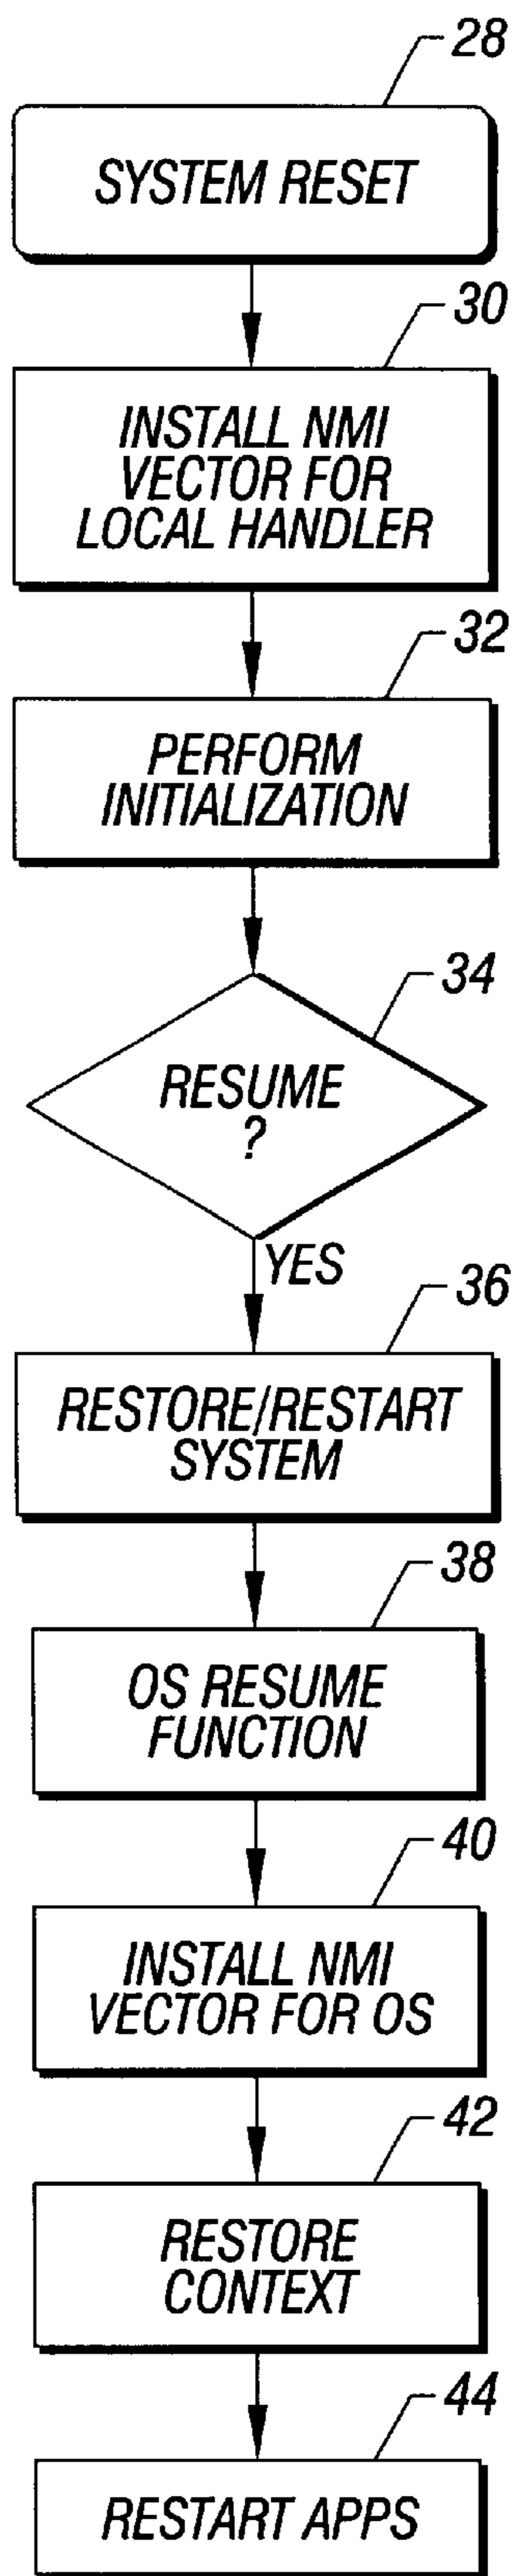 28
SYSTEM RESET
30
INSTALL NMI
VECTOR FOR
LOCAL HANDLER
32
PERFORM
INITIALIZATION
34
RESUME
?
YES
36
RESTORE/RESTART
SYSTEM
38
OS RESUME
FUNCTION
40
INSTALL NMI
VECTOR FOR OS
42
RESTORE
CONTEXT
44
RESTART APPS